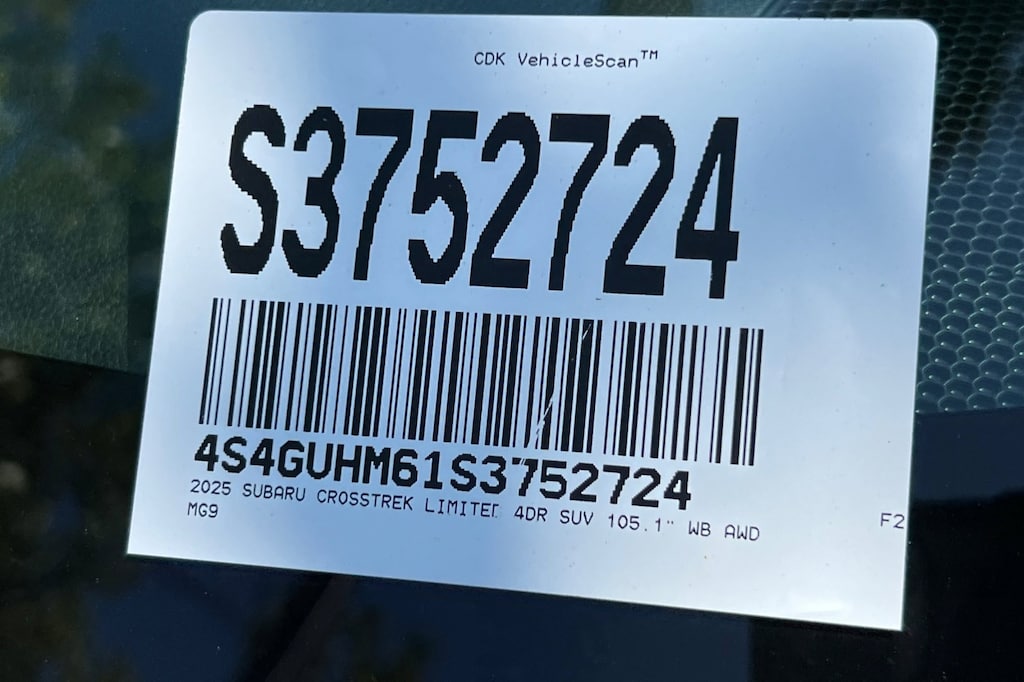 CDK VehicleScan™
S3752724
4S4GUHM61S3752724
2025 SUBARU CROSSTREK LIMITED 4DR SUV 105.1" WB AWD
MG9 F2